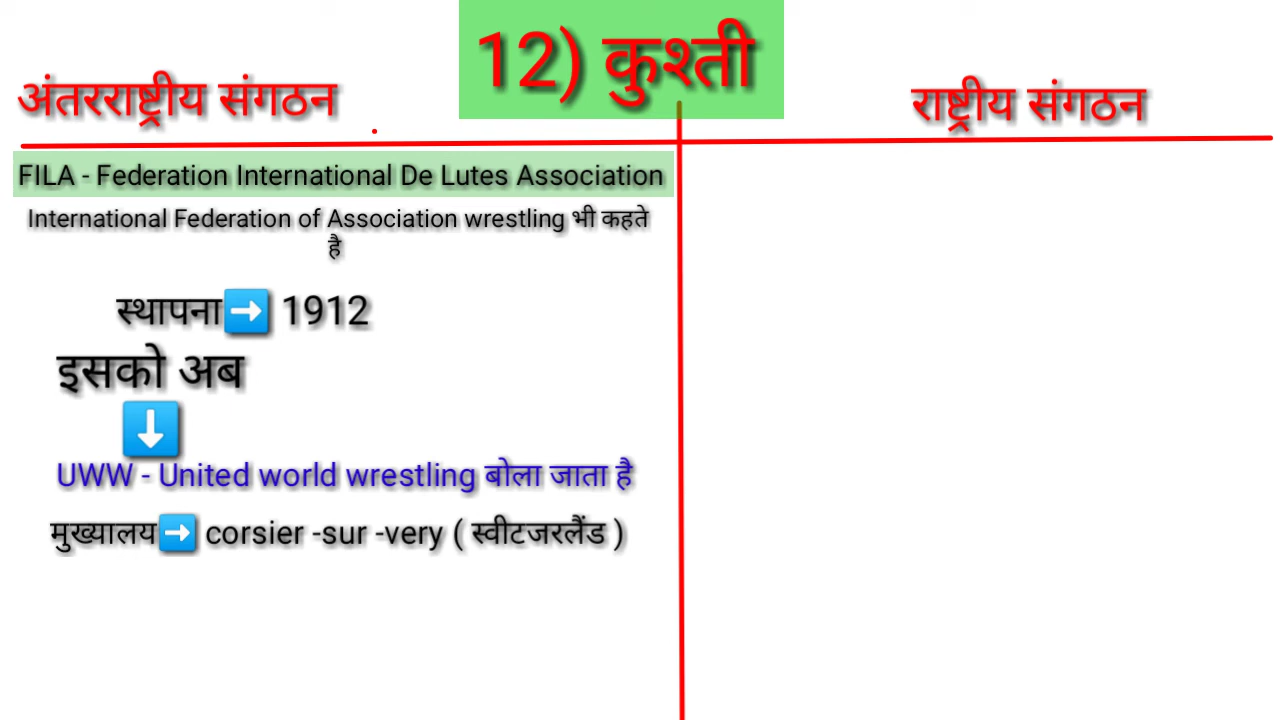 12) कुश्ती
अंतरराष्ट्रीय संगठन
राष्ट्रीय संगठन
FILA - Federation International De Lutes Association
International Federation of Association wrestling भी कहते
है
स्थापना➡️ 1912
इसको अब
⬇️
UWW - United world wrestling बोला जाता है
मुख्यालय➡️ corsier -sur -very ( स्वीटजरलैंड )